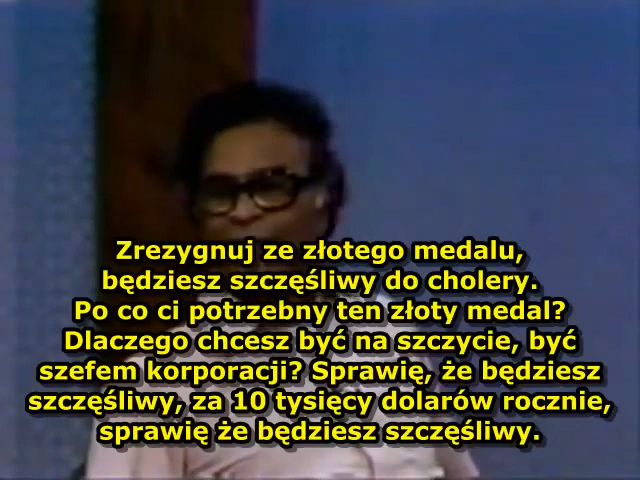 Zrezygnuj ze złotego medalu,
będziesz szczęśliwy do cholery.
Po co ci potrzebny ten złoty medal?
Dlaczego chcesz być na szczycie, być
szefem korporacji? Sprawię, że będziesz
szczęśliwy, za 10 tysięcy dolarów rocznie,
sprawię że będziesz szczęśliwy.